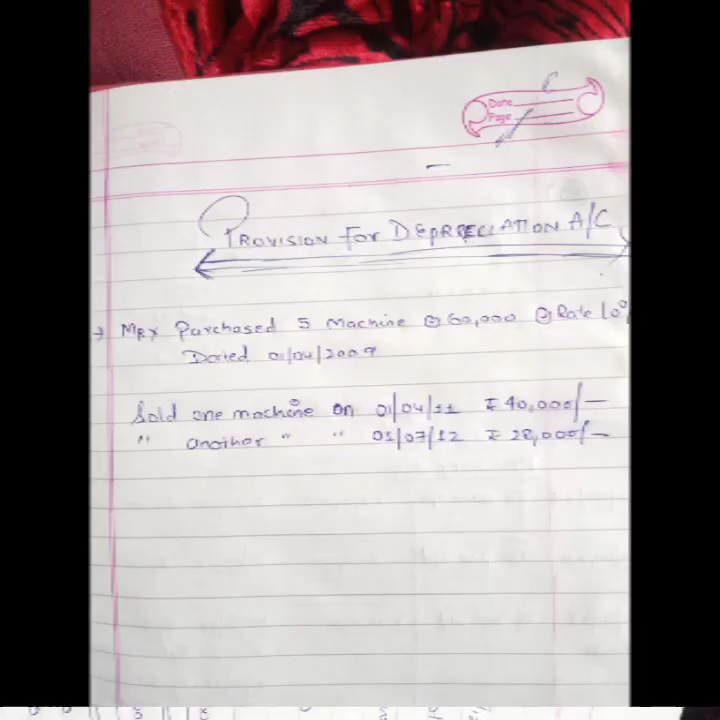 Date
Page
PROVISION For DEPRECIATION A/C
→ Mr X Purchased 5 Machine @ 60,000 @ Rate 10%
Dated 01/04/2009
Sold one machine on 01/04/11 ₹ 40,000/-
" another " " 01/07/12 ₹ 28,000/-